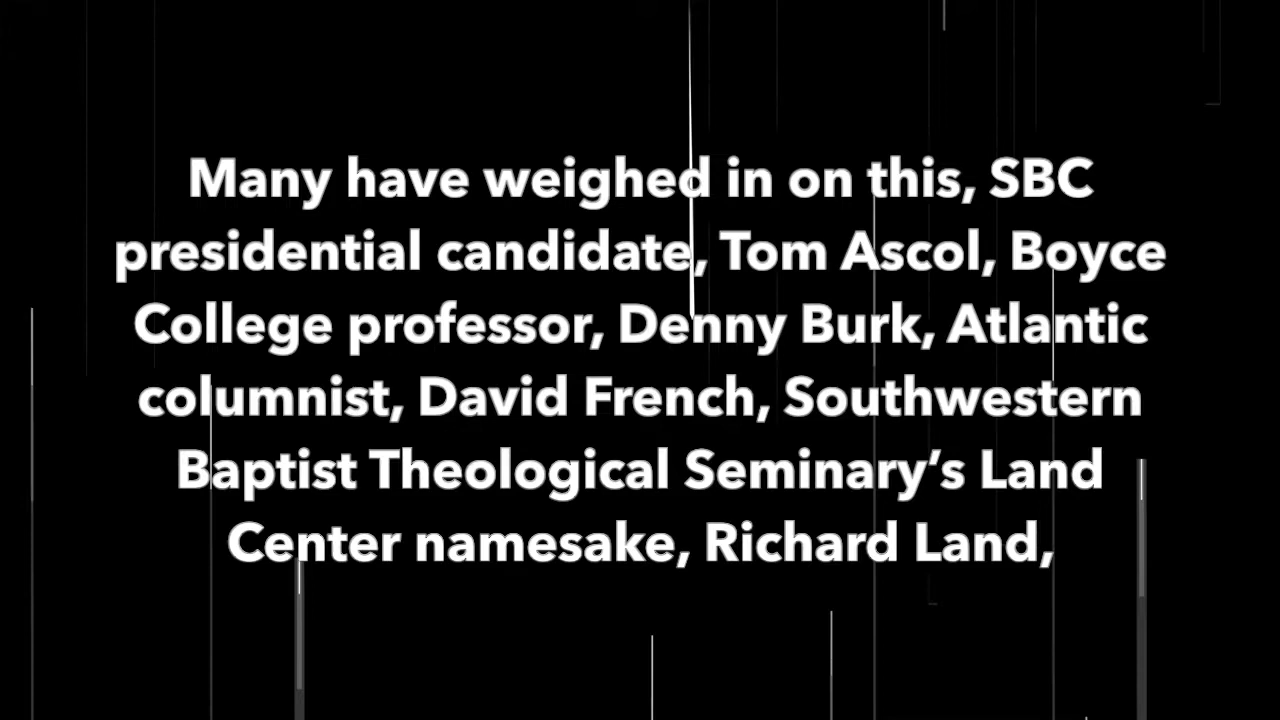 Many have weighed in on this, SBC
presidential candidate, Tom Ascol, Boyce
College professor, Denny Burk, Atlantic
columnist, David French, Southwestern
Baptist Theological Seminary’s Land
Center namesake, Richard Land,